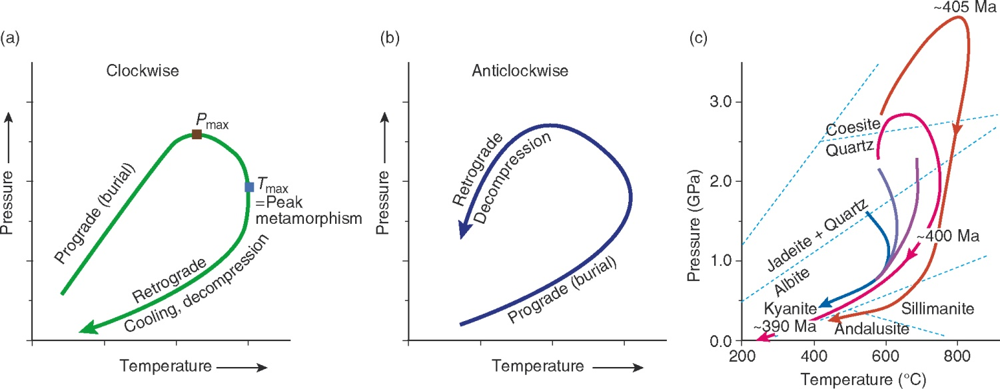 (a)
Clockwise
Pmax
Tmax
=Peak
metamorphism
Prograde (burial)
Retrograde
Cooling, decompression
Pressure
Temperature
(b)
Anticlockwise
Retrograde
Decompression
Prograde (burial)
Pressure
Temperature
(c)
~405 Ma
3.0
2.0
1.0
0.0
Coesite
Quartz
Jadeite + Quartz
Albite
~400 Ma
Kyanite
Sillimanite
~390 Ma
Andalusite
200
400
600
800
Pressure (GPa)
Temperature (°C)